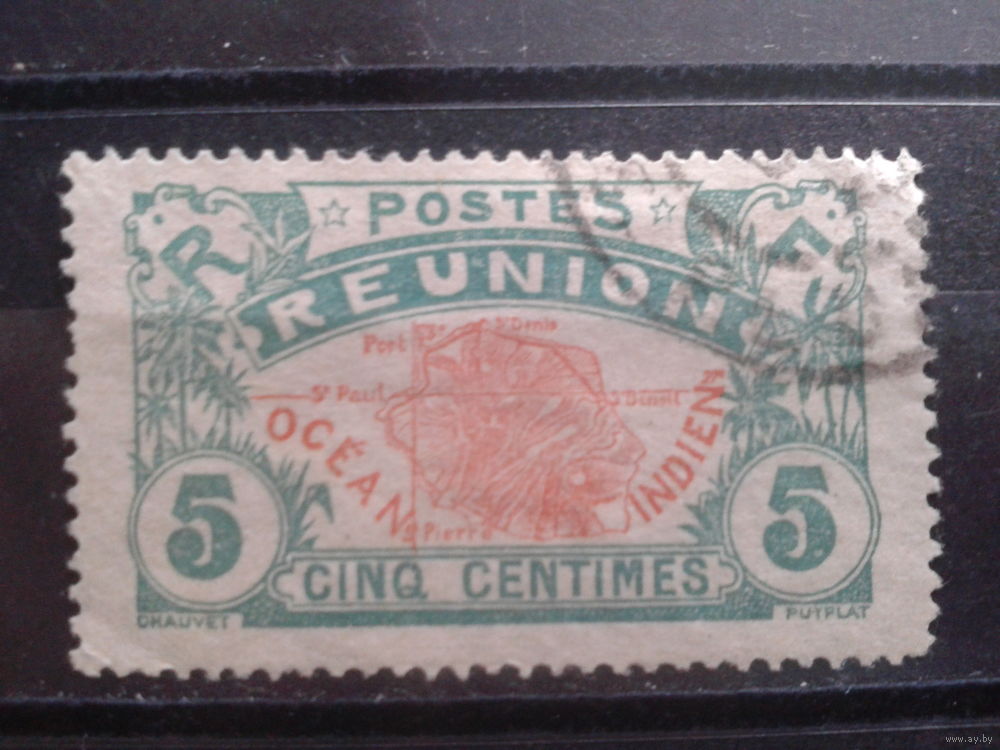 POSTES
R F
REUNION
Port
St Denis
St Paul
St Benoit
OCÉAN INDIEN
St Pierre
5 5
CINQ CENTIMES
CHAUVET PUYPLAT
www.ay.by